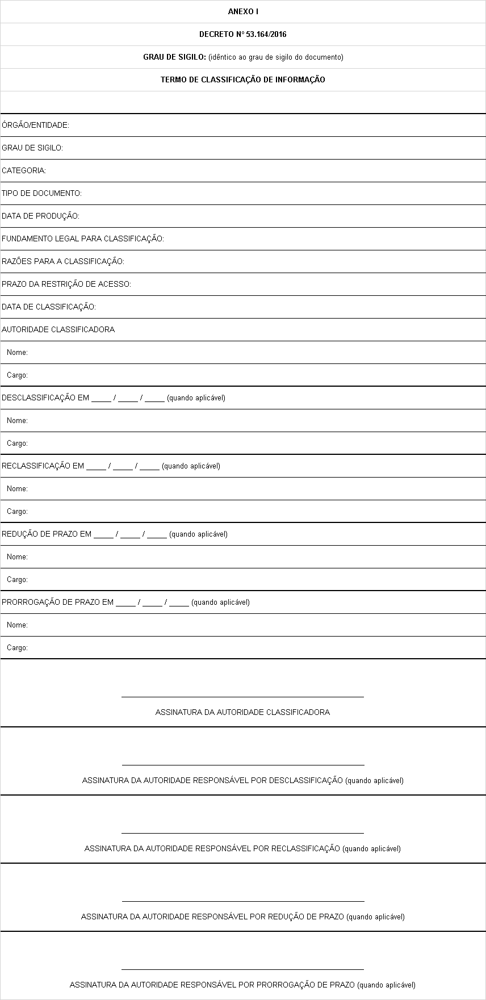 ANEXO I
DECRETO Nº 53.164/2016
GRAU DE SIGILO: (idêntico ao grau de sigilo do documento)
TERMO DE CLASSIFICAÇÃO DE INFORMAÇÃO
ÓRGÃO/ENTIDADE:
GRAU DE SIGILO:
CATEGORIA:
TIPO DE DOCUMENTO:
DATA DE PRODUÇÃO:
FUNDAMENTO LEGAL PARA CLASSIFICAÇÃO:
RAZÕES PARA A CLASSIFICAÇÃO:
PRAZO DA RESTRIÇÃO DE ACESSO:
DATA DE CLASSIFICAÇÃO:
AUTORIDADE CLASSIFICADORA
Nome:
Cargo:
DESCLASSIFICAÇÃO EM _____ / _____ / _____ (quando aplicável)
Nome:
Cargo:
RECLASSIFICAÇÃO EM _____ / _____ / _____ (quando aplicável)
Nome:
Cargo:
REDUÇÃO DE PRAZO EM _____ / _____ / _____ (quando aplicável)
Nome:
Cargo:
PRORROGAÇÃO DE PRAZO EM _____ / _____ / _____ (quando aplicável)
Nome:
Cargo:
ASSINATURA DA AUTORIDADE CLASSIFICADORA
ASSINATURA DA AUTORIDADE RESPONSÁVEL POR DESCLASSIFICAÇÃO (quando aplicável)
ASSINATURA DA AUTORIDADE RESPONSÁVEL POR RECLASSIFICAÇÃO (quando aplicável)
ASSINATURA DA AUTORIDADE RESPONSÁVEL POR REDUÇÃO DE PRAZO (quando aplicável)
ASSINATURA DA AUTORIDADE RESPONSÁVEL POR PRORROGAÇÃO DE PRAZO (quando aplicável)